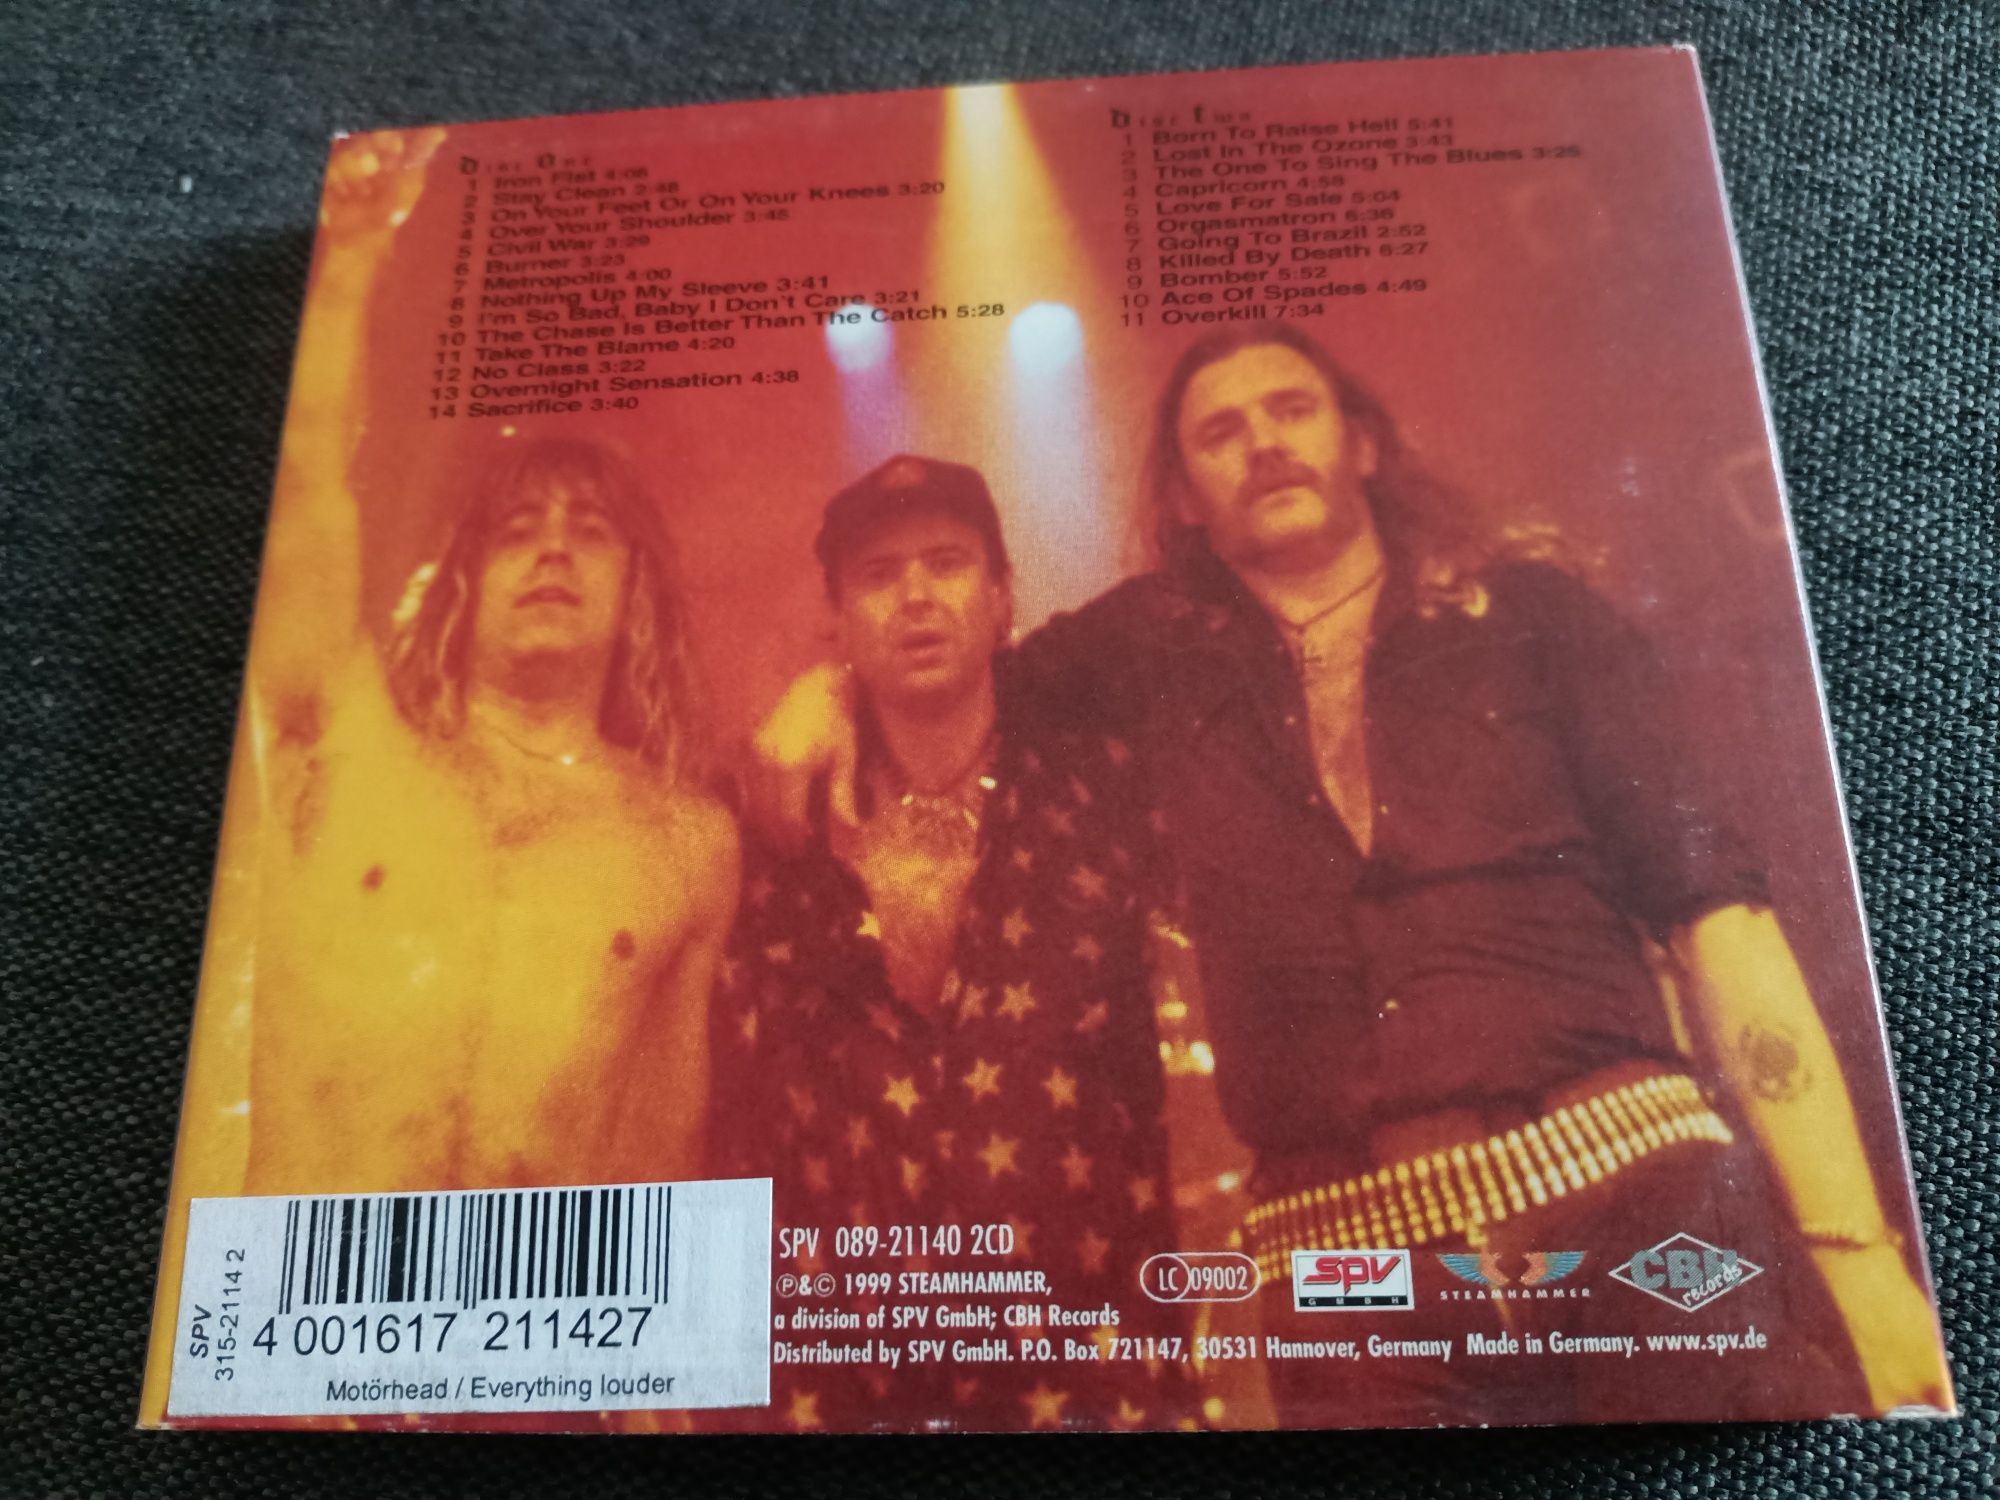 Disc One
1 Iron Fist 4:08
2 Stay Clean 2:48
3 On Your Feet Or On Your Knees 3:20
4 Over Your Shoulder 3:45
5 Civil War 3:29
6 Burner 3:23
7 Metropolis 4:00
8 Nothing Up My Sleeve 3:41
9 I'm So Bad, Baby I Don't Care 3:21
10 The Chase Is Better Than The Catch 5:28
11 Take The Blame 4:20
12 No Class 3:22
13 Overnight Sensation 4:38
14 Sacrifice 3:40
Disc Two
1 Born To Raise Hell 5:41
2 Lost In The Ozone 3:43
3 The One To Sing The Blues 3:25
4 Capricorn 4:58
5 Love For Sale 5:04
6 Orgasmatron 6:36
7 Going To Brazil 2:52
8 Killed By Death 6:27
9 Bomber 5:52
10 Ace Of Spades 4:49
11 Overkill 7:34
SPV
315-21114 2
4 001617 211427
Motörhead / Everything louder
SPV 089-21140 2CD
℗&© 1999 STEAMHAMMER,
a division of SPV GmbH; CBH Records
Distributed by SPV GmbH. P.O. Box 721147, 30531 Hannover, Germany Made in Germany. www.spv.de
LC 09002
SPV
GMBH
STEAMHAMMER
CBH
records